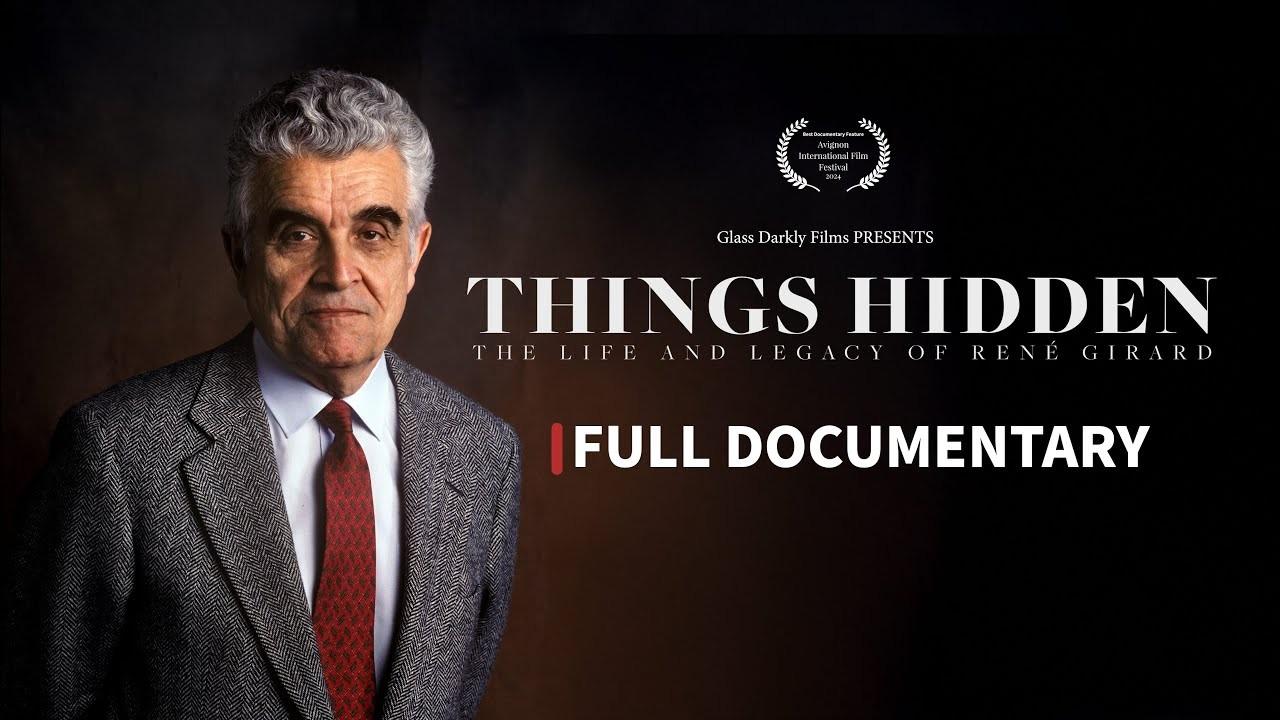 Best Documentary Feature
Avignon
International Film
Festival
2024
Glass Darkly Films PRESENTS
THINGS HIDDEN
THE LIFE AND LEGACY OF RENÉ GIRARD
FULL DOCUMENTARY